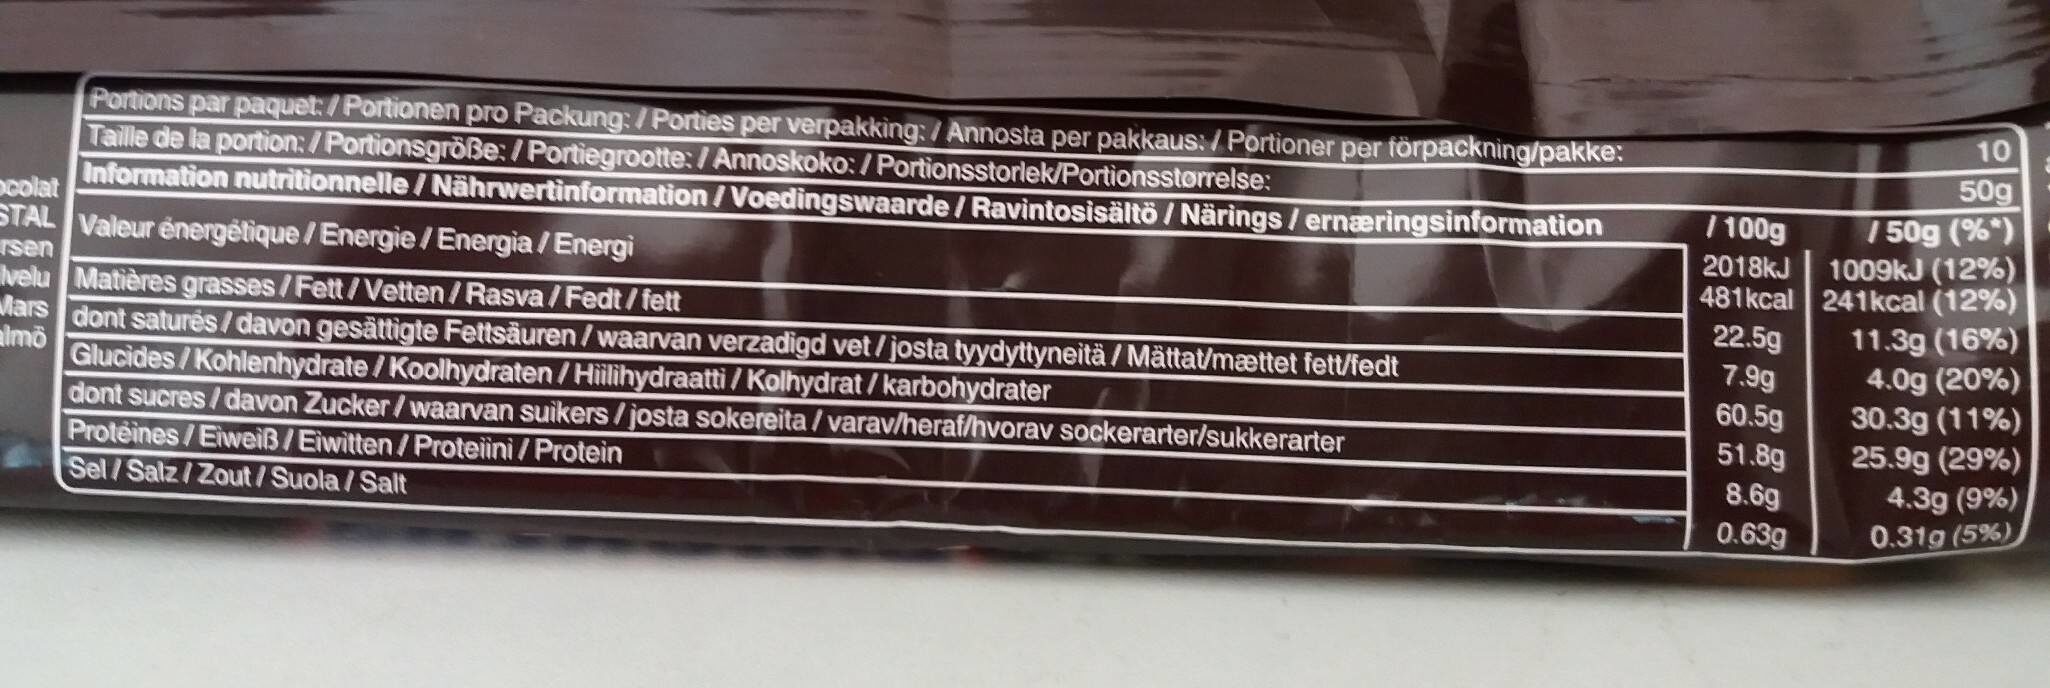 Portions par paquet: / Portionen pro Packung: / Porties per verpakking: / Annosta per pakkaus: / Portioner per förpackning/pakke: 10
Taille de la portion: / Portionsgröße: / Portiegrootte: / Annoskoko: / Portionsstorlek/Portionsstørrelse: 50g
Information nutritionnelle / Nährwertinformation / Voedingswaarde / Ravintosisältö / Närings / ernæringsinformation / 100g / 50g (%*)
Valeur énergétique / Energie / Energia / Energi 2018kJ 1009kJ (12%)
481kcal 241kcal (12%)
Matières grasses / Fett / Vetten / Rasva / Fedt / fett 22.5g 11.3g (16%)
dont saturés / davon gesättigte Fettsäuren / waarvan verzadigd vet / josta tyydyttyneitä / Mättat/mættet fett/fedt 7.9g 4.0g (20%)
Glucides / Kohlenhydrate / Koolhydraten / Hiilihydraatti / Kolhydrat / karbohydrater 60.5g 30.3g (11%)
dont sucres / davon Zucker / waarvan suikers / josta sokereita / varav/heraf/hvorav sockerarter/sukkerarter 51.8g 25.9g (29%)
Protéines / Eiweiß / Eiwitten / Proteiini / Protein 8.6g 4.3g (9%)
Sel / Salz / Zout / Suola / Salt 0.63g 0.31g (5%)
ocolat
STAL
rsen
lvelu
Mars
almö